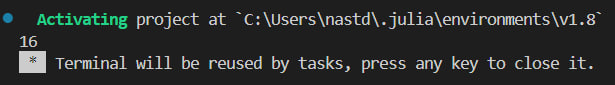 Activating project at `C:\Users\nastd\.julia\environments\v1.8`
16
* Terminal will be reused by tasks, press any key to close it.